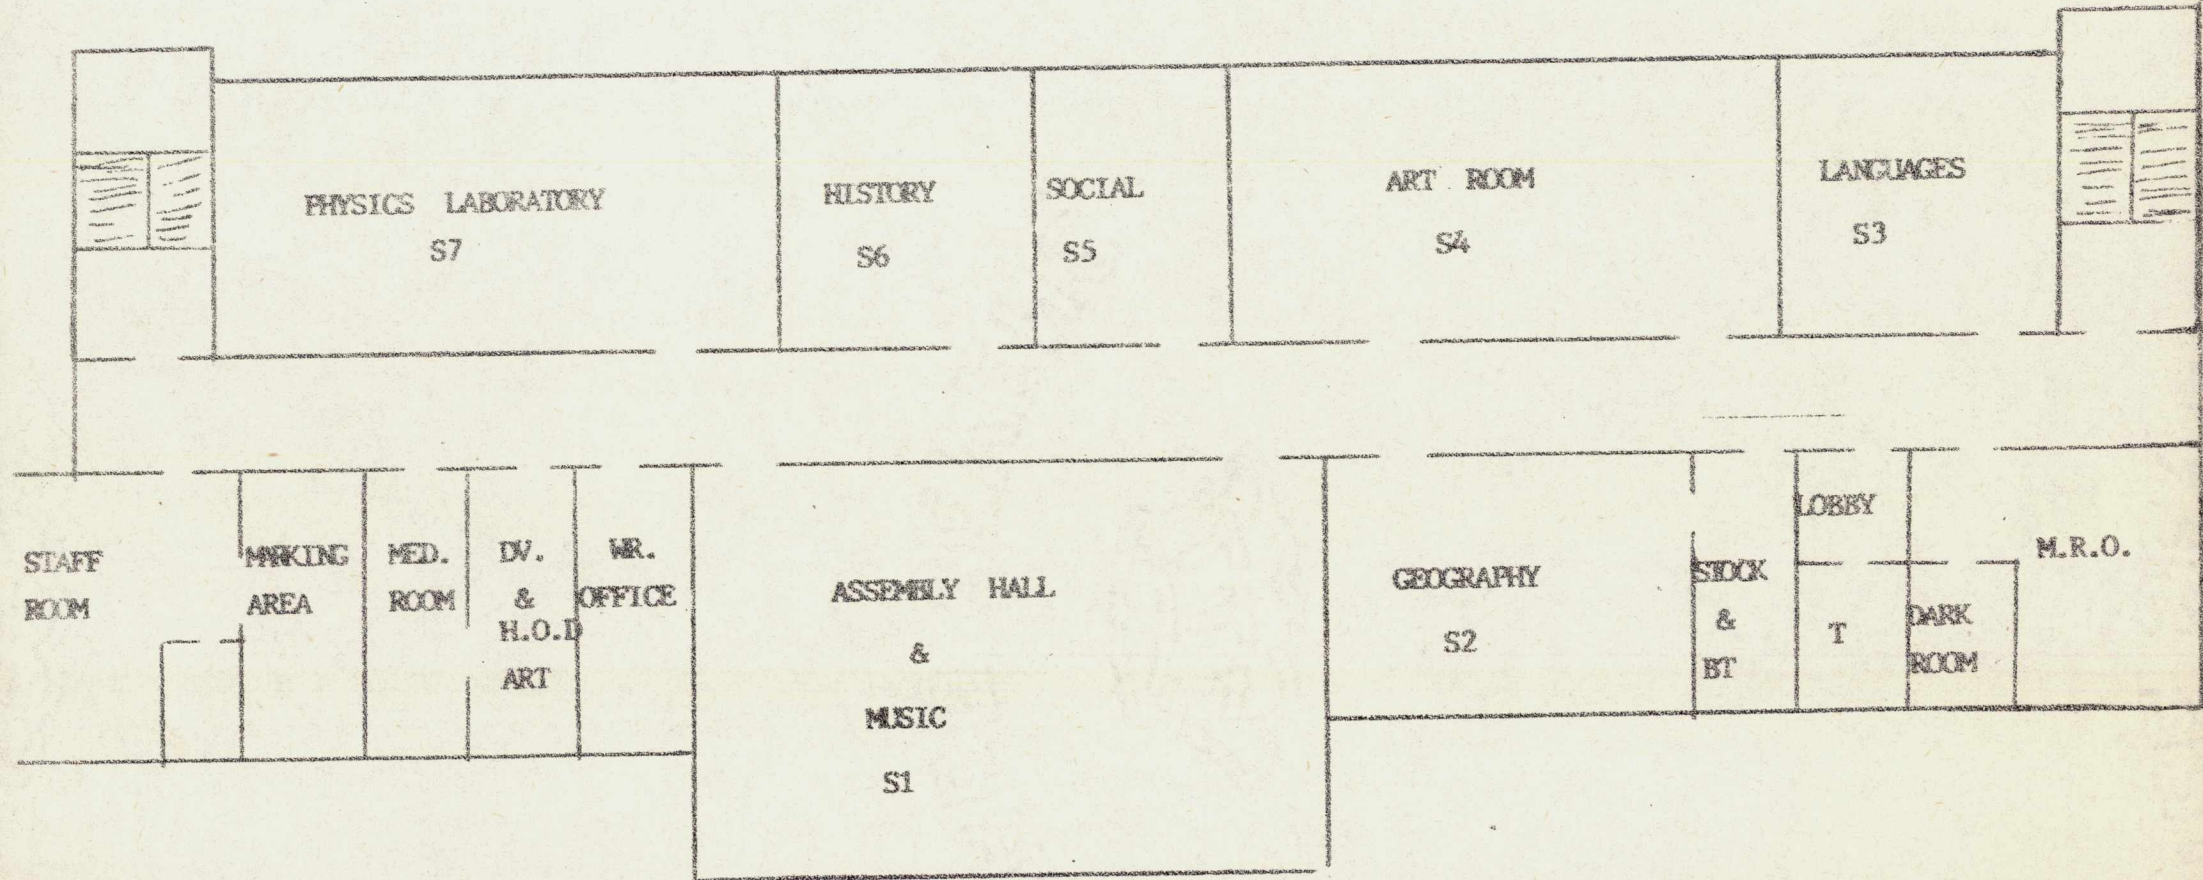 PHYSICS LABORATORY
S7
HISTORY
S6
SOCIAL
S5
ART ROOM
S4
LANGUAGES
S3
STAFF
ROOM
MARKING
AREA
MED.
ROOM
DV.
&
H.O.D
ART
WR.
OFFICE
ASSEMBLY HALL
&
MUSIC
S1
GEOGRAPHY
S2
STOCK
&
BT
LOBBY
T
DARK
ROOM
M.R.O.